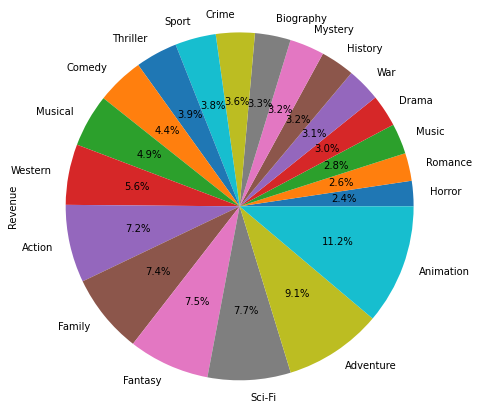 Crime
Biography
Sport
Mystery
Thriller
History
Comedy
War
Musical
Drama
Western
Music
Action
Romance
Family
Horror
Fantasy
Animation
Sci-Fi
Adventure
Revenue
3.6%
3.3%
3.8%
3.2%
3.9%
3.2%
4.4%
3.1%
4.9%
3.0%
5.6%
2.8%
7.2%
2.6%
7.4%
2.4%
7.5%
11.2%
7.7%
9.1%